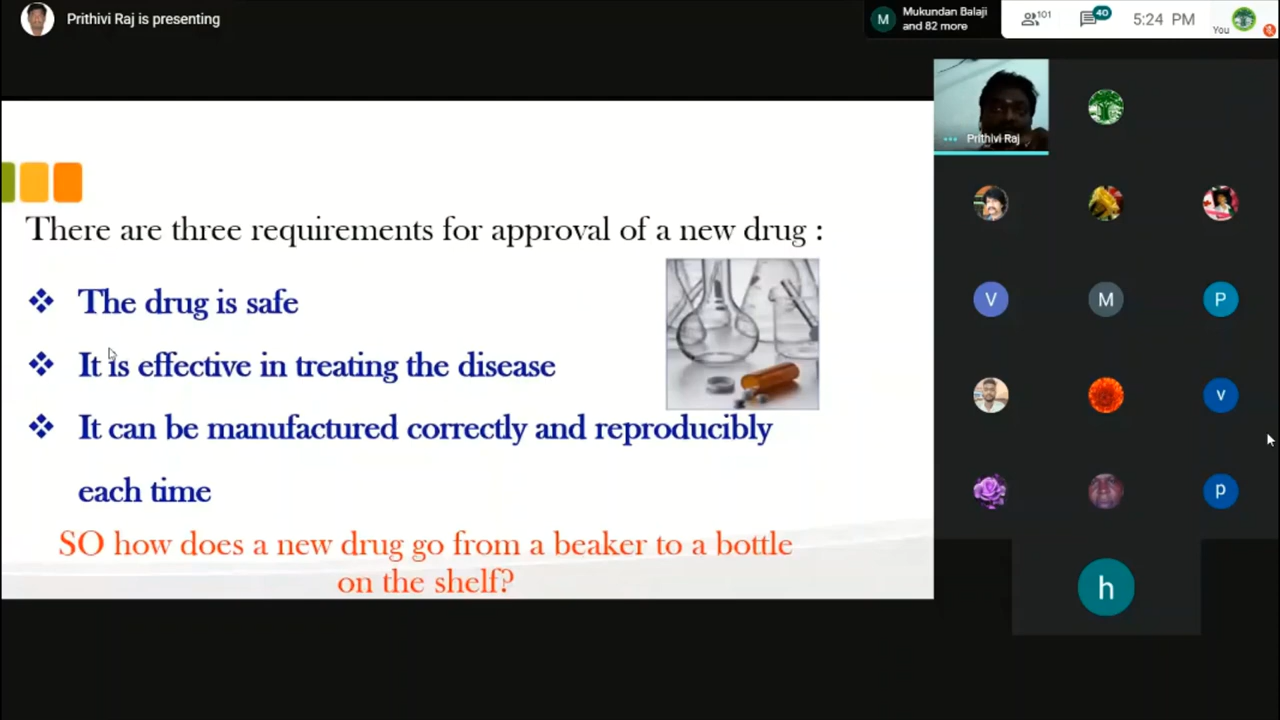 Prithivi Raj is presenting
M
Mukundan Balaji
and 82 more
101
40
5:24 PM
You
Prithivi Raj
There are three requirements for approval of a new drug :
The drug is safe
It is effective in treating the disease
It can be manufactured correctly and reproducibly
each time
SO how does a new drug go from a beaker to a bottle
on the shelf?
V
M
P
v
p
h